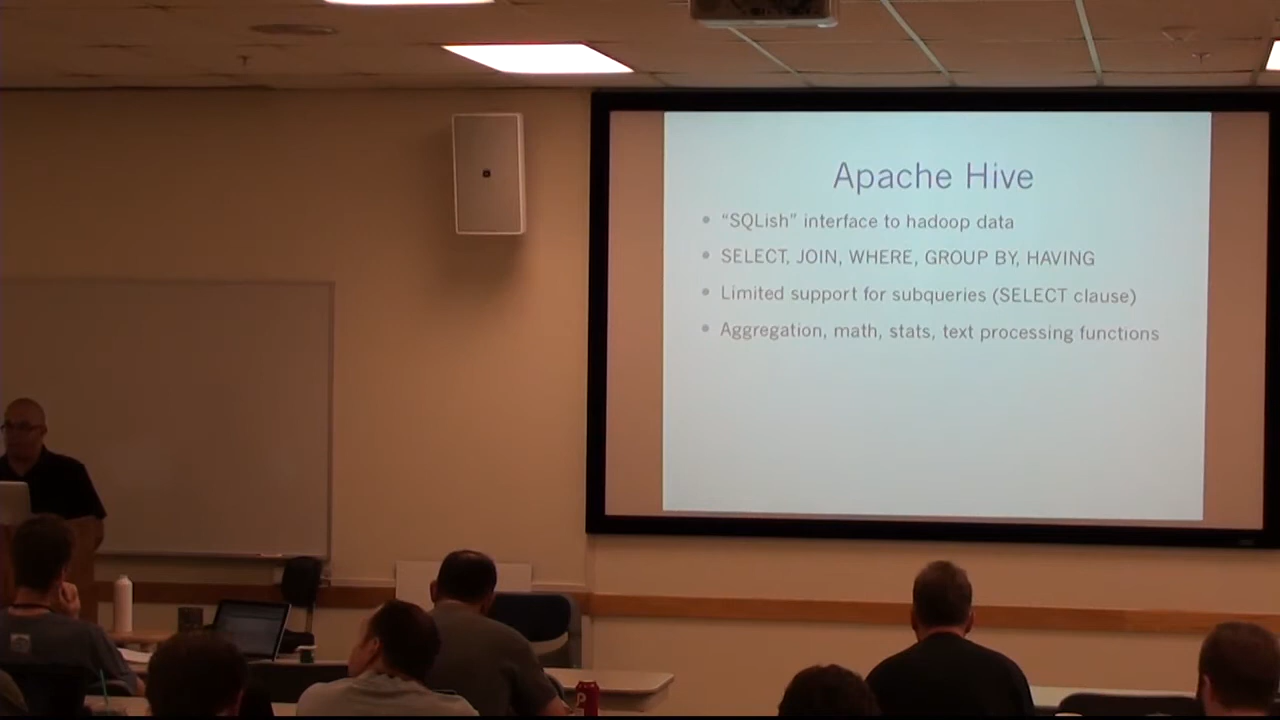 Apache Hive
• “SQLish” interface to hadoop data
• SELECT, JOIN, WHERE, GROUP BY, HAVING
• Limited support for subqueries (SELECT clause)
• Aggregation, math, stats, text processing functions